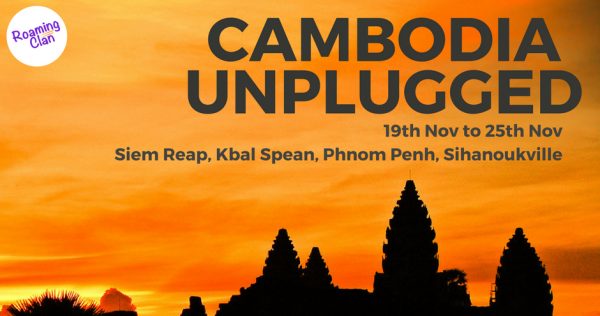 Roaming
Clan
CAMBODIA
UNPLUGGED
19th Nov to 25th Nov
Siem Reap, Kbal Spean, Phnom Penh, Sihanoukville